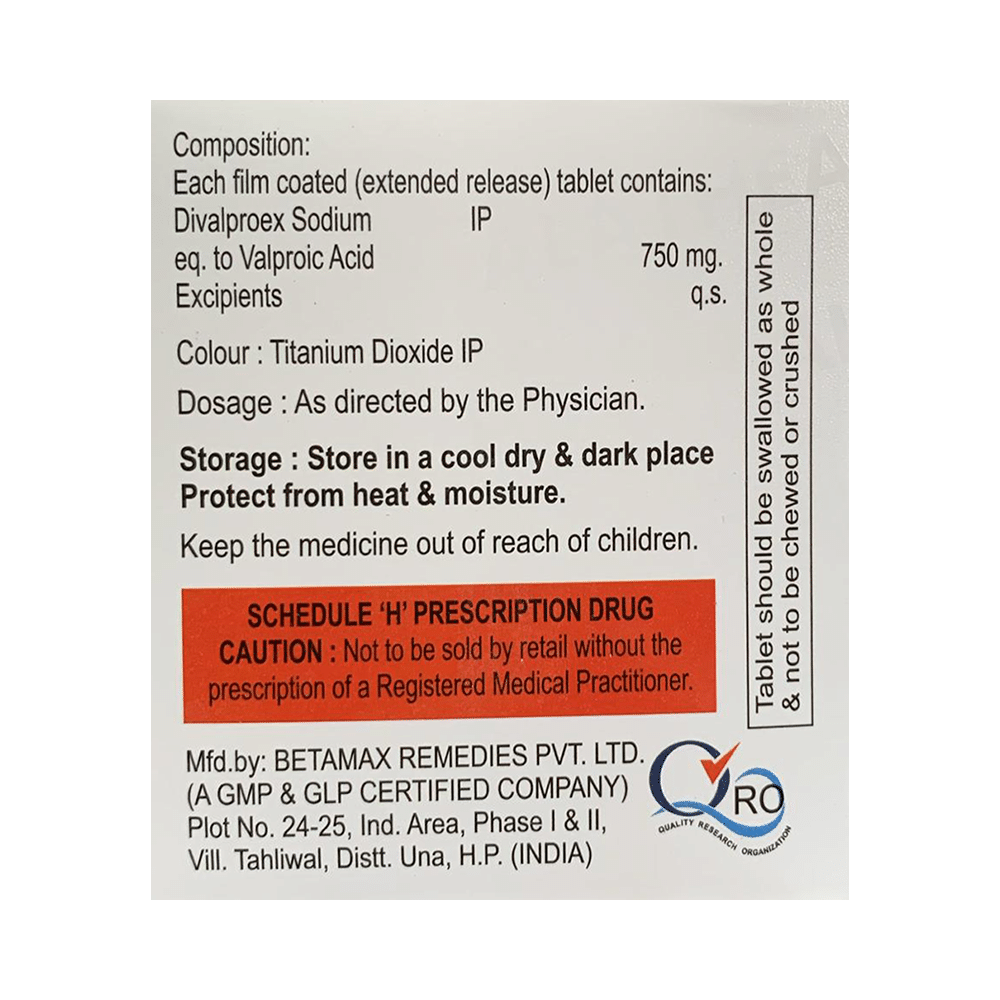 Composition:
Each film coated (extended release) tablet contains:
Divalproex Sodium IP
eq. to Valproic Acid 750 mg.
Excipients q.s.
Colour : Titanium Dioxide IP
Dosage : As directed by the Physician.
Storage : Store in a cool dry & dark place
Protect from heat & moisture.
Keep the medicine out of reach of children.
SCHEDULE ‘H’ PRESCRIPTION DRUG
CAUTION : Not to be sold by retail without the
prescription of a Registered Medical Practitioner.
Mfd.by: BETAMAX REMEDIES PVT. LTD.
(A GMP & GLP CERTIFIED COMPANY)
Plot No. 24-25, Ind. Area, Phase I & II,
Vill. Tahliwal, Distt. Una, H.P. (INDIA)
QRO
QUALITY RESEARCH ORGANIZATION
Tablet should be swallowed as whole
& not to be chewed or crushed